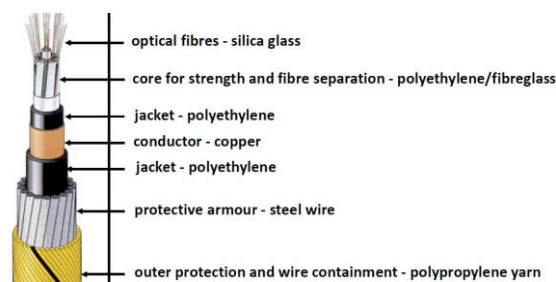 optical fibres - silica glass
core for strength and fibre separation - polyethylene/fibreglass
jacket - polyethylene
conductor - copper
jacket - polyethylene
protective armour - steel wire
outer protection and wire containment - polypropylene yarn